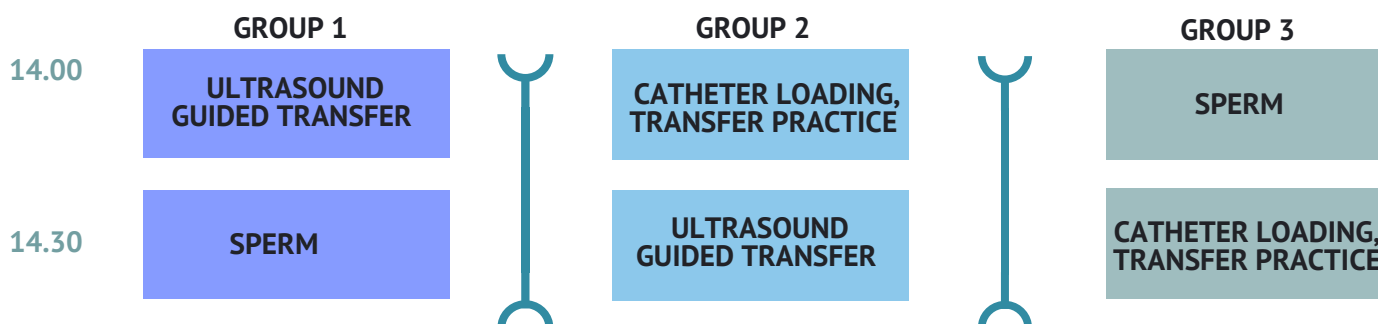 GROUP 1
GROUP 2
GROUP 3
14.00
ULTRASOUND
GUIDED TRANSFER
CATHETER LOADING,
TRANSFER PRACTICE
SPERM
14.30
SPERM
ULTRASOUND
GUIDED TRANSFER
CATHETER LOADING,
TRANSFER PRACTICE